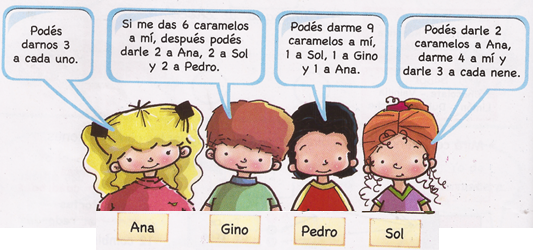 Podés
darnos 3
a cada uno.
Si me das 6 caramelos
a mí, después podés
darle 2 a Ana, 2 a Sol
y 2 a Pedro.
Podés darme 9
caramelos a mí,
1 a Sol, 1 a Gino
y 1 a Ana.
Podés darle 2
caramelos a Ana,
darme 4 a mí y
darle 3 a cada nene.
Ana
Gino
Pedro
Sol